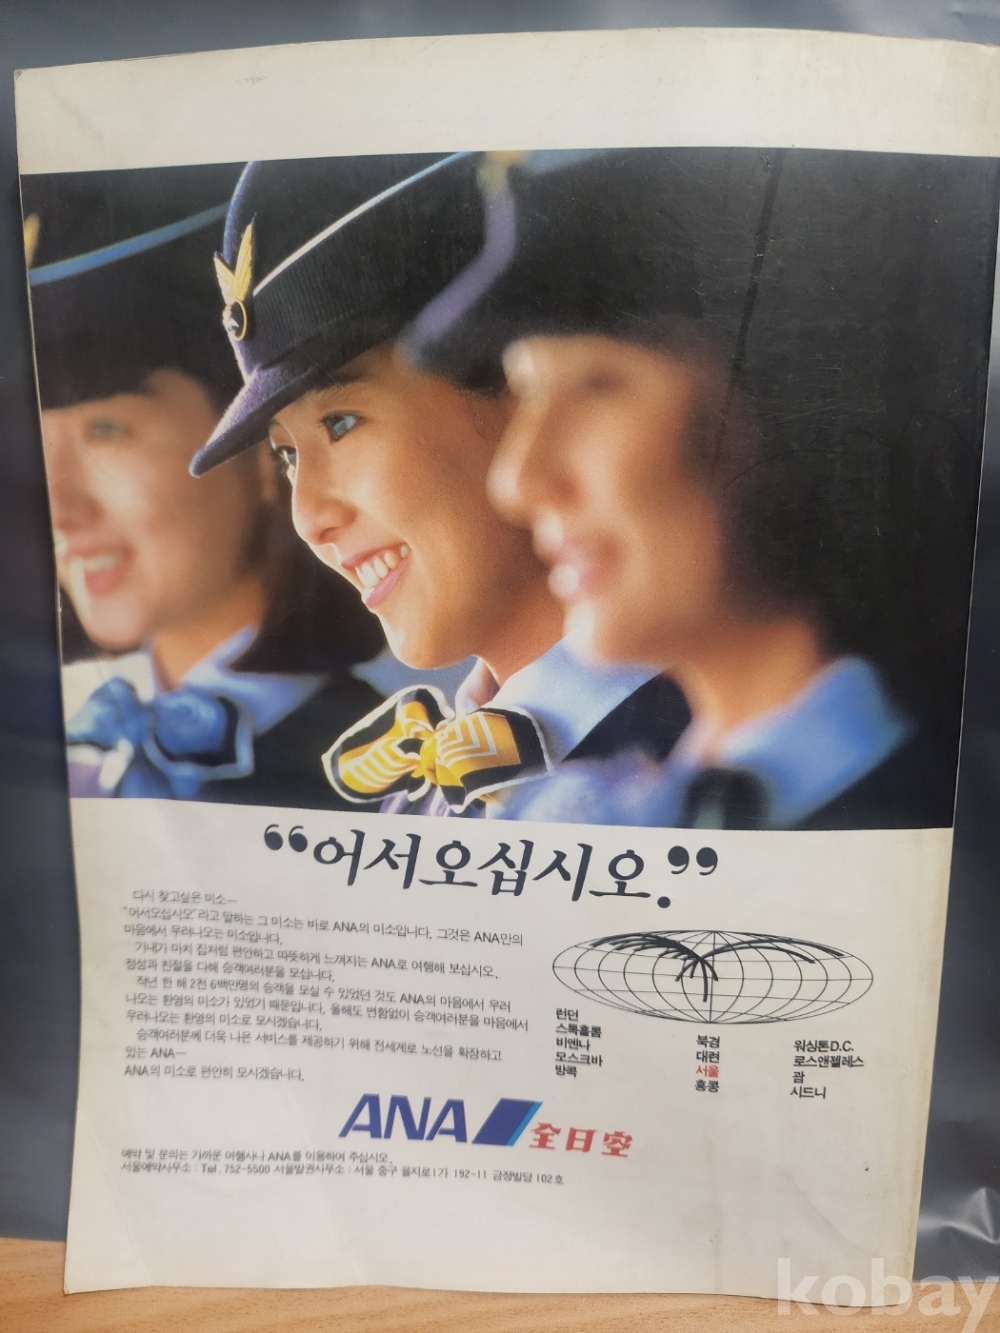 “어서오십시오.”
다시 찾고싶은 미소—
“어서오십시오”라고 말하는 그 미소는 바로 ANA의 미소입니다. 그것은 ANA만의
마음에서 우러나오는 미소입니다.
기내가 마치 집처럼 편안하고 따뜻하게 느껴지는 ANA로 여행해 보십시오.
정성과 친절을 다해 승객여러분을 모십니다.
작년 한 해 2천 6백만명의 승객을 모실 수 있었던 것도 ANA의 마음에서 우러
나오는 환영의 미소가 있었기 때문입니다. 올해도 변함없이 승객여러분을 마음에서
우러나오는 환영의 미소로 모시겠습니다.
승객여러분께 더욱 나은 서비스를 제공하기 위해 전세계로 노선을 확장하고
있는 ANA—
ANA의 미소로 편안히 모시겠습니다.
런던
스톡홀름
비엔나
모스크바
방콕
북경
대련
서울
홍콩
워싱톤D.C.
로스앤젤레스
괌
시드니
ANA 全日空
예약 및 문의는 가까운 여행사나 ANA를 이용하여 주십시오.
서울예약사무소 : Tel. 752-5500 서울발권사무소 : 서울 중구 을지로1가 192-11 금정빌딩 102호
kobay